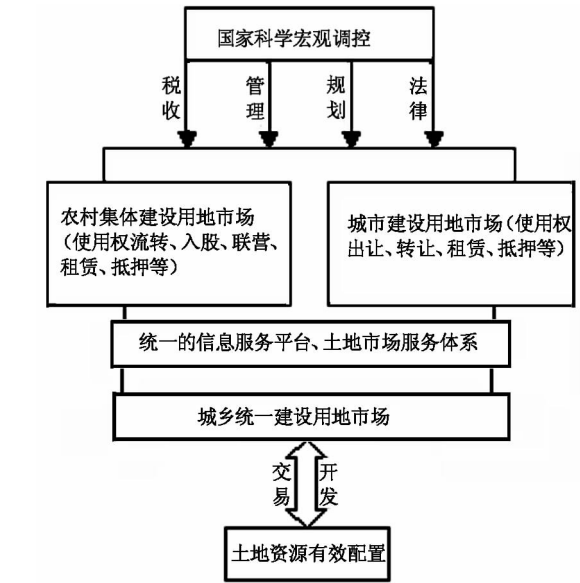 国家科学宏观调控
税收
管理
规划
法律
农村集体建设用地市场
（使用权流转、入股、联营、
租赁、抵押等）
城市建设用地市场（使用权
出让、转让、租赁、抵押等）
统一的信息服务平台、土地市场服务体系
城乡统一建设用地市场
交易
开发
土地资源有效配置